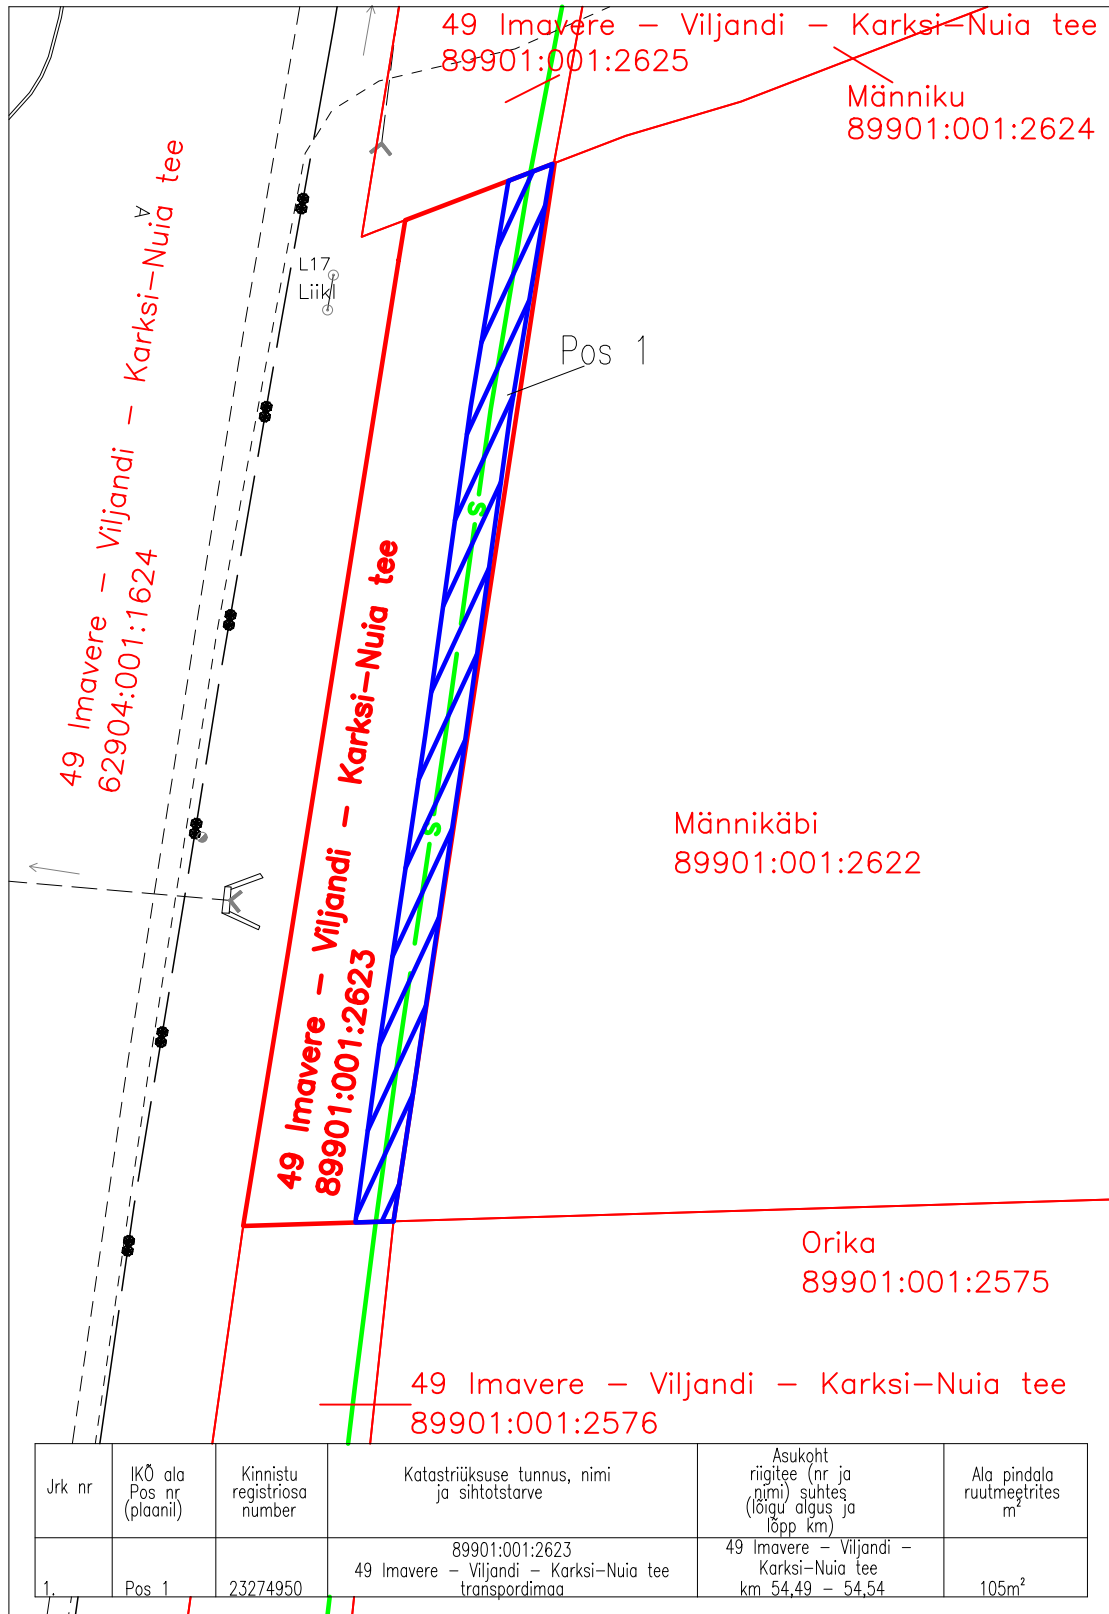 49 Imavere – Viljandi – Karksi–Nuia tee
89901:001:2625
Männiku
89901:001:2624
49 Imavere – Viljandi – Karksi–Nuia tee
62904:001:1624
A
L17
Liikl
Pos 1
S
S
49 Imavere – Viljandi – Karksi–Nuia tee
89901:001:2623
Männikäbi
89901:001:2622
Orika
89901:001:2575
49 Imavere – Viljandi – Karksi–Nuia tee
89901:001:2576
Jrk nr
IKÕ ala
Pos nr
(plaanil)
Kinnistu
registriosa
number
Katastriüksuse tunnus, nimi
ja sihtotstarve
Asukoht
riigitee (nr ja
nimi) suhtes
(lõigu algus ja
lõpp km)
Ala pindala
ruutmeetrites
m²
1.
Pos 1
23274950
89901:001:2623
49 Imavere – Viljandi – Karksi–Nuia tee
transpordimaa
49 Imavere – Viljandi –
Karksi–Nuia tee
km 54,49 – 54,54
105m²